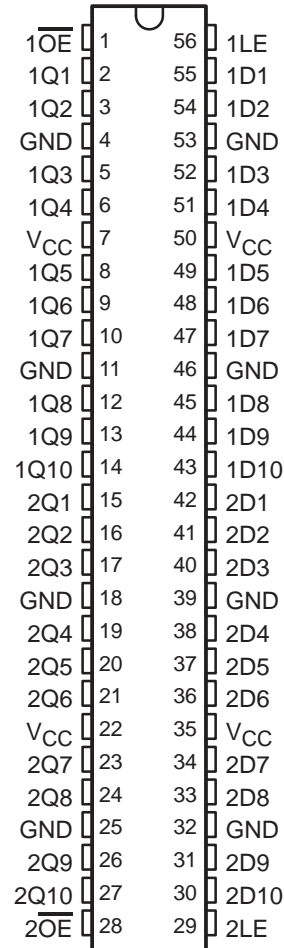 1O̅E̅ 1 56 1LE
1Q1 2 55 1D1
1Q2 3 54 1D2
GND 4 53 GND
1Q3 5 52 1D3
1Q4 6 51 1D4
VCC 7 50 VCC
1Q5 8 49 1D5
1Q6 9 48 1D6
1Q7 10 47 1D7
GND 11 46 GND
1Q8 12 45 1D8
1Q9 13 44 1D9
1Q10 14 43 1D10
2Q1 15 42 2D1
2Q2 16 41 2D2
2Q3 17 40 2D3
GND 18 39 GND
2Q4 19 38 2D4
2Q5 20 37 2D5
2Q6 21 36 2D6
VCC 22 35 VCC
2Q7 23 34 2D7
2Q8 24 33 2D8
GND 25 32 GND
2Q9 26 31 2D9
2Q10 27 30 2D10
2O̅E̅ 28 29 2LE